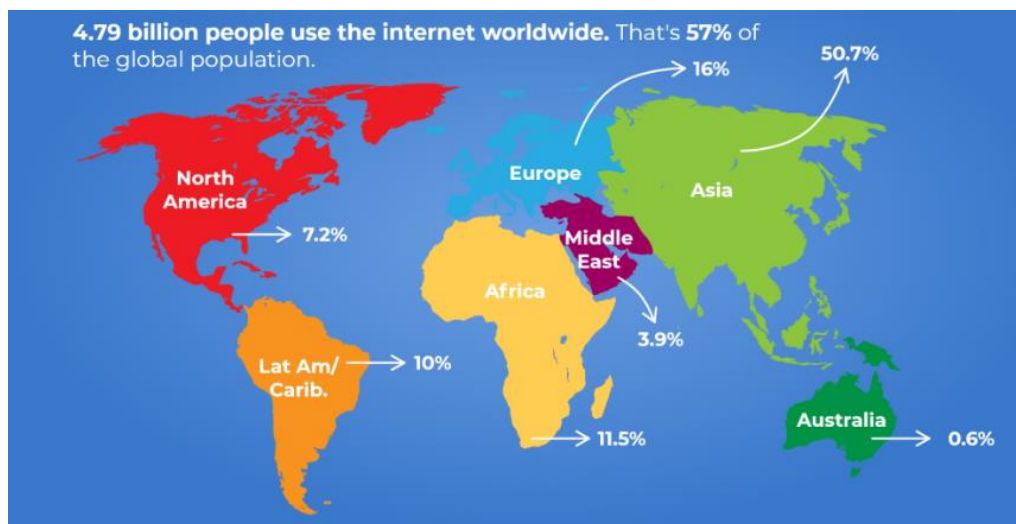 4.79 billion people use the internet worldwide. That's 57% of
the global population.
50.7%
16%
North
America
Europe
Asia
7.2%
Middle
East
Africa
3.9%
Lat Am/
Carib.
10%
Australia
11.5%
0.6%